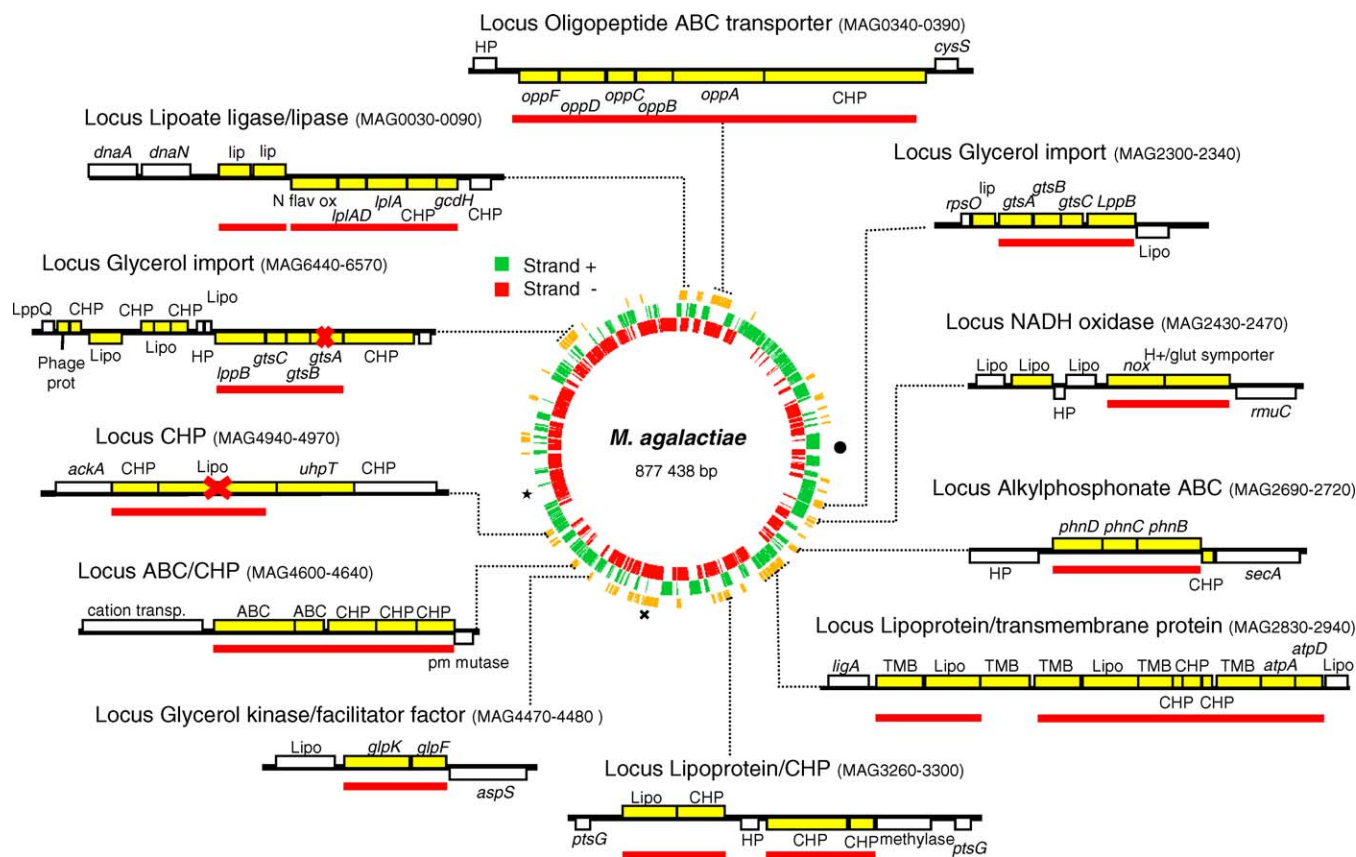 Locus Oligopeptide ABC transporter (MAG0340-0390)
HP cysS
oppF oppD oppC oppB oppA CHP
Locus Lipoate ligase/lipase (MAG0030-0090)
dnaA dnaN lip lip
N flav ox lplAD lplA CHP gcdH CHP
Locus Glycerol import (MAG2300-2340)
rpsO lip gtsA gtsB gtsC LppB
Lipo
Locus Glycerol import (MAG6440-6570)
LppQ CHP CHP CHP Lipo
Phage prot Lipo Lipo HP lppB gtsC gtsB gtsA CHP
Strand +
Strand -
Locus NADH oxidase (MAG2430-2470)
Lipo Lipo Lipo nox H+/glut symporter
HP rmuC
M. agalactiae
877 438 bp
Locus CHP (MAG4940-4970)
ackA CHP Lipo uhpT CHP
Locus Alkylphosphonate ABC (MAG2690-2720)
phnD phnC phnB
HP CHP secA
Locus ABC/CHP (MAG4600-4640)
cation transp. ABC ABC CHP CHP CHP
pm mutase
Locus Lipoprotein/transmembrane protein (MAG2830-2940)
ligA TMB Lipo TMB TMB Lipo TMB CHP TMB atpA atpD Lipo
CHP CHP
Locus Glycerol kinase/facilitator factor (MAG4470-4480 )
Lipo glpK glpF
aspS
Locus Lipoprotein/CHP (MAG3260-3300)
Lipo CHP
ptsG HP CHP CHP methylase ptsG